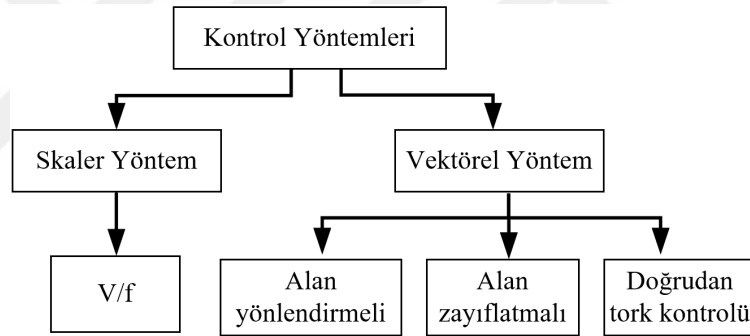 Kontrol Yöntemleri
Skaler Yöntem
Vektörel Yöntem
V/f
Alan
yönlendirmeli
Alan
zayıflatmalı
Doğrudan
tork kontrolü